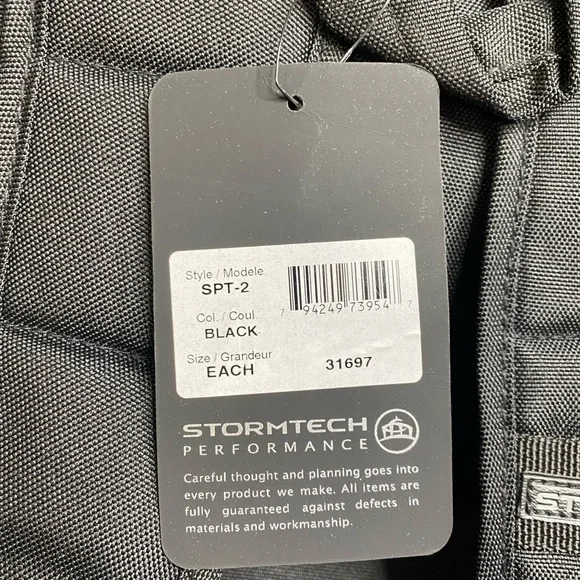 Style / Modele
SPT-2
Col. / Coul.
BLACK
Size / Grandeur
EACH
7 94249 73954 7
31697
STORMTECH
PERFORMANCE
Careful thought and planning goes into
every product we make. All items are
fully guaranteed against defects in
materials and workmanship.
ST